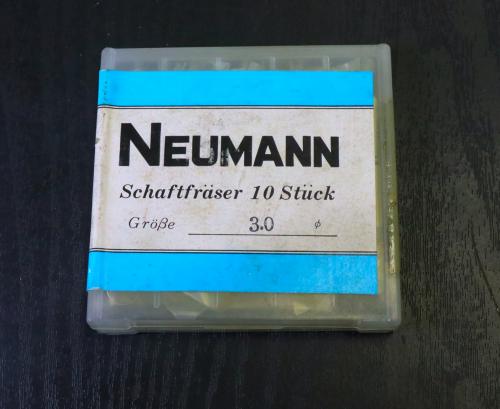 NEUMANN
Schaftfräser 10 Stück
Größe 3.0 ø